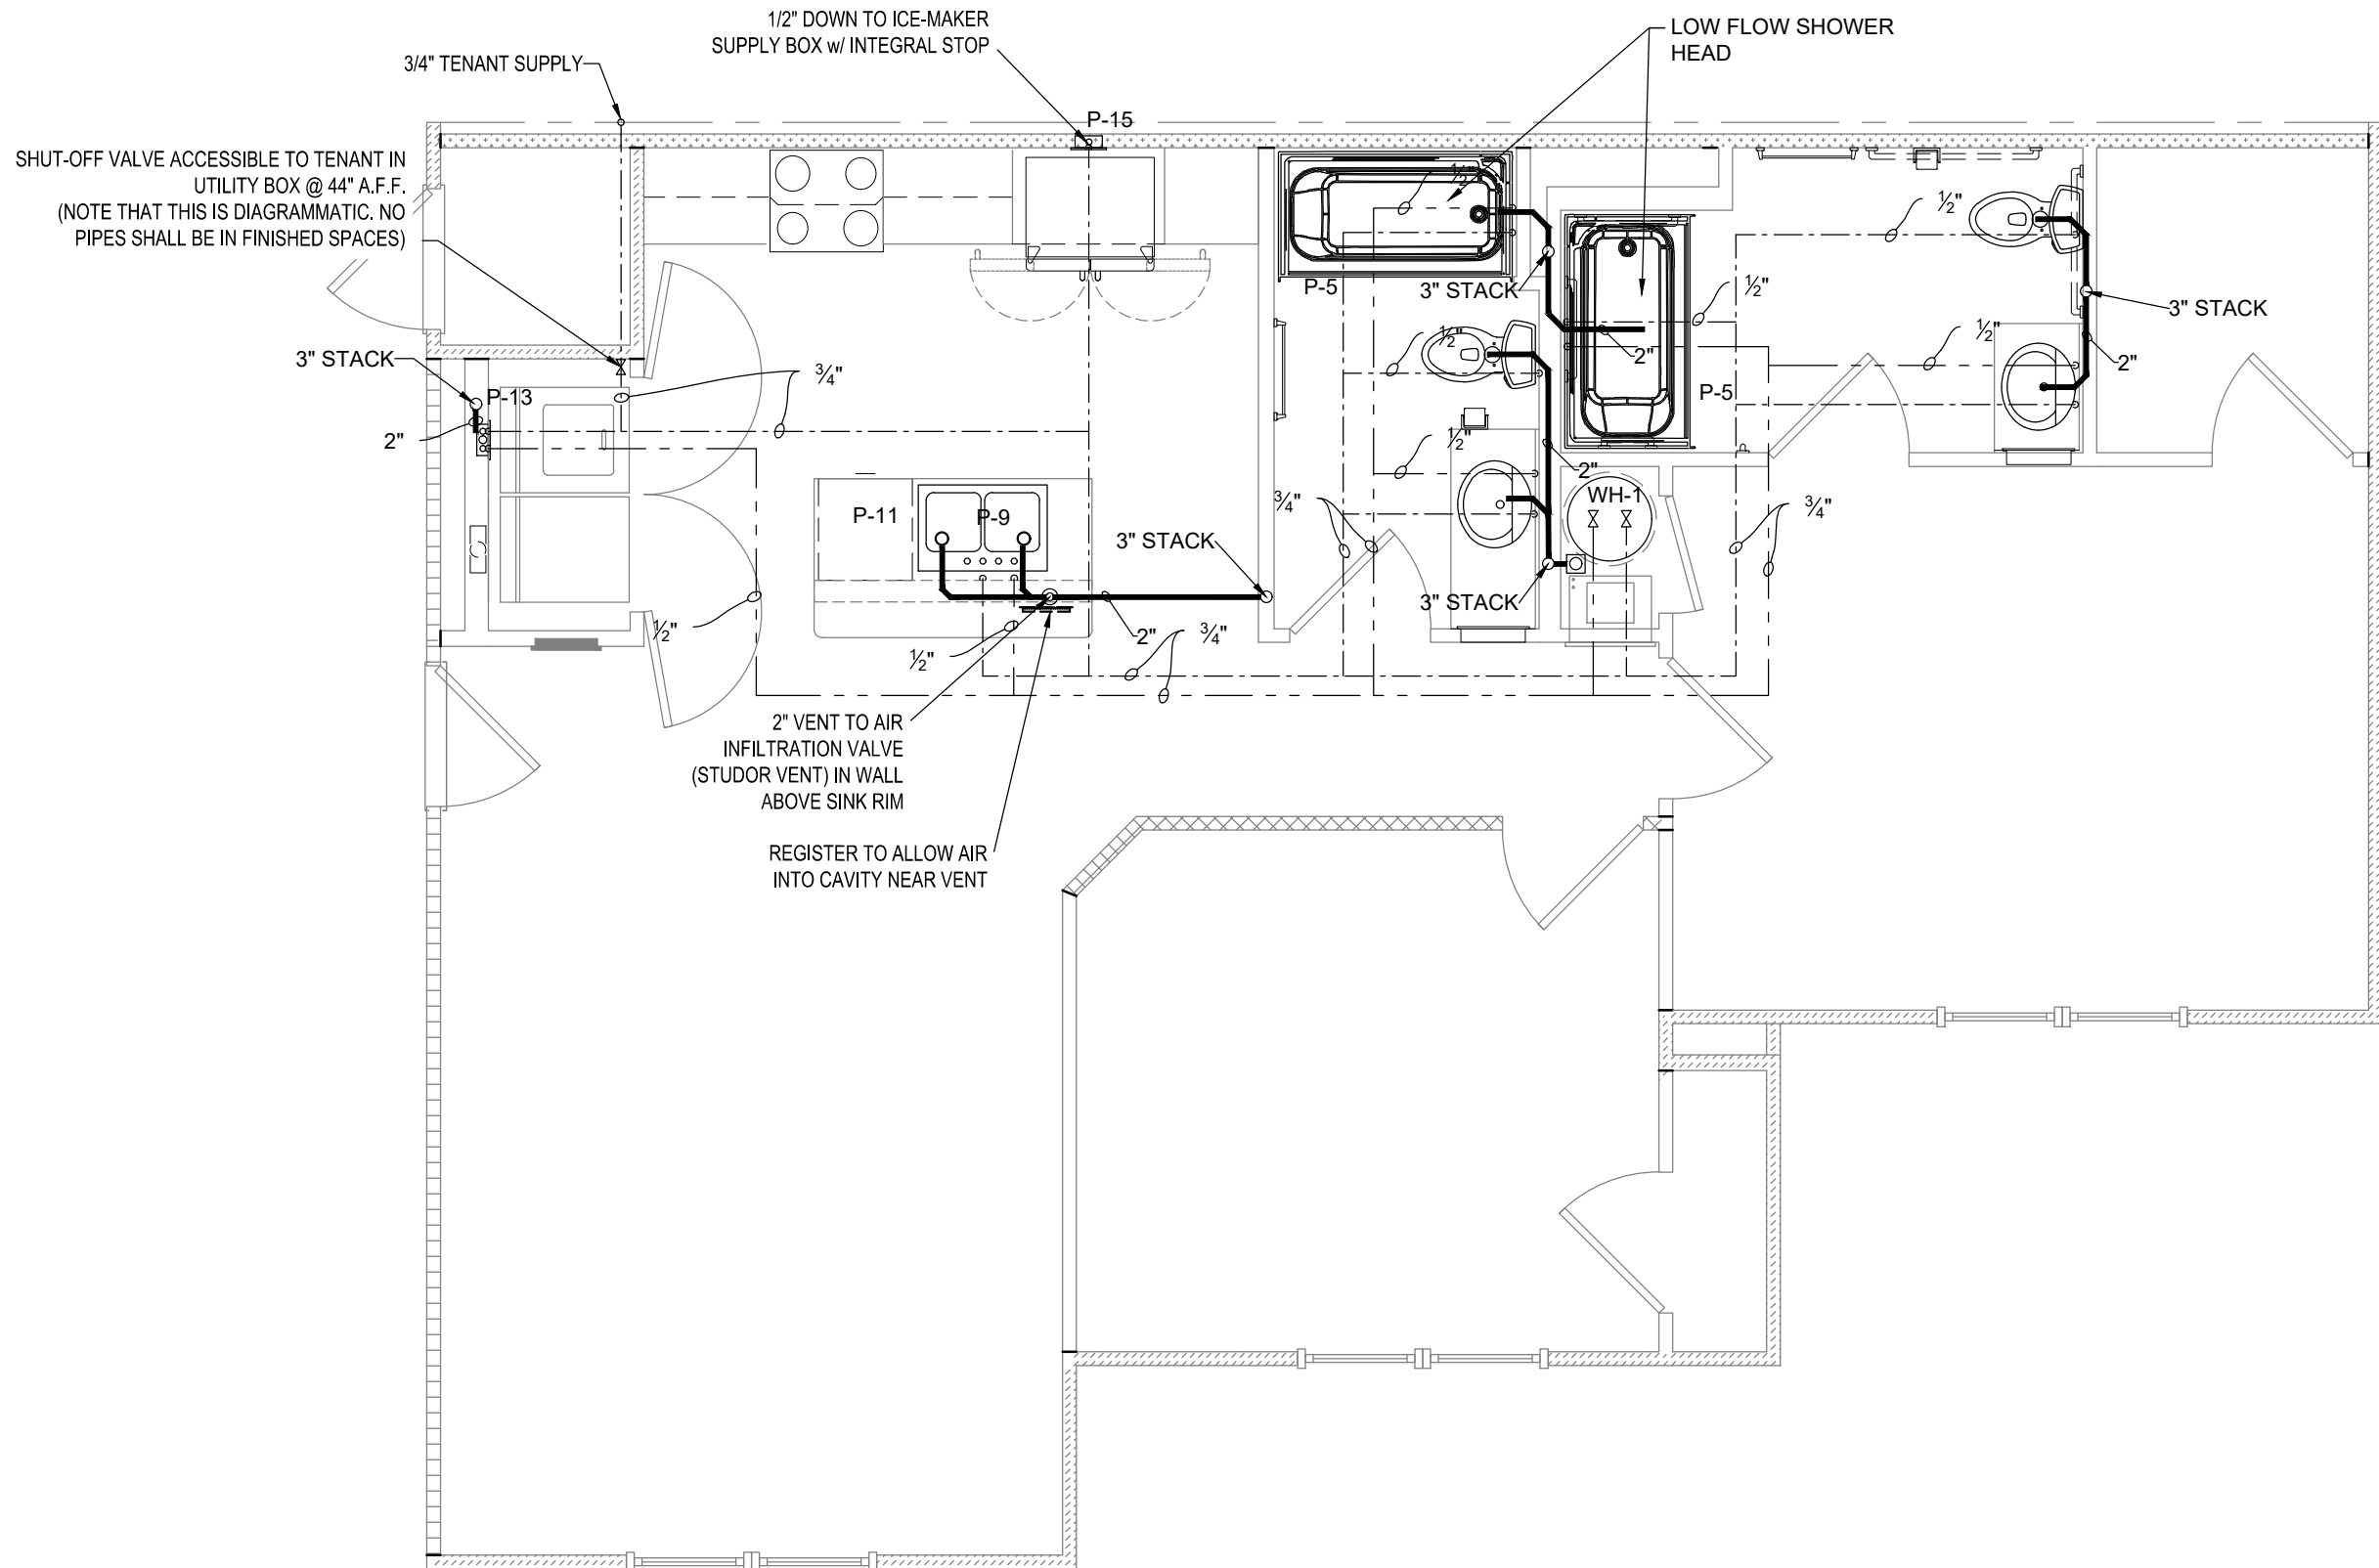 1/2" DOWN TO ICE-MAKER
SUPPLY BOX w/ INTEGRAL STOP
LOW FLOW SHOWER
HEAD
3/4" TENANT SUPPLY
P-15
SHUT-OFF VALVE ACCESSIBLE TO TENANT IN
UTILITY BOX @ 44" A.F.F.
(NOTE THAT THIS IS DIAGRAMMATIC. NO
PIPES SHALL BE IN FINISHED SPACES)
½"
½"
P-5
3" STACK
½"
3" STACK
3" STACK
½"
½"
2"
2"
¾"
P-13
P-5
2"
½"
2"
¾"
WH-1
¾"
P-11
P-9
3" STACK
3" STACK
½"
2"
¾"
½"
2" VENT TO AIR
INFILTRATION VALVE
(STUDOR VENT) IN WALL
ABOVE SINK RIM
REGISTER TO ALLOW AIR
INTO CAVITY NEAR VENT